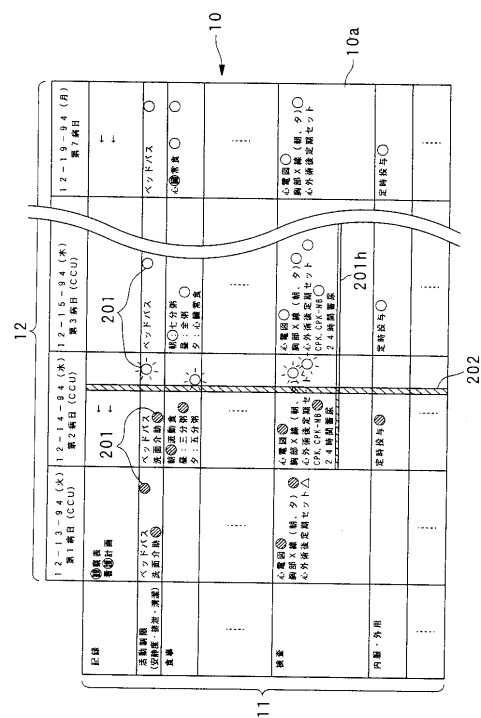 12
10
10a
11
12-13-94 (火)
第1病日 (CCU)
12-14-94 (水)
第2病日 (CCU)
12-15-94 (木)
第3病日 (CCU)
12-19-94 (月)
第7病日
記録
計画
↓ ↓
↓ ↓
活動制限
(安静度・排泄・清潔)
ベッドバス
洗面介助
ベッドバス
洗面介助
ベッドバス
ベッドバス
201
201
食事
朝 流動食
昼:三分粥
夕:五分粥
朝:七分粥
昼:全粥
夕:心臓常食
常食
検査
心電図
胸部X線 (朝、夕)
心外術後定期セット△
心電図
胸部X線 (朝、夕)
心外術後定期セット
CPK,CPK-NB
24時間蓄尿
心電図
胸部X線 (朝、夕)
心外術後定期セット
CPK,CPK-NB
24時間蓄尿
心電図
胸部X線 (朝、夕)
心外術後定期セット
201h
内服・外用
定時投与
定時投与
定時投与
202